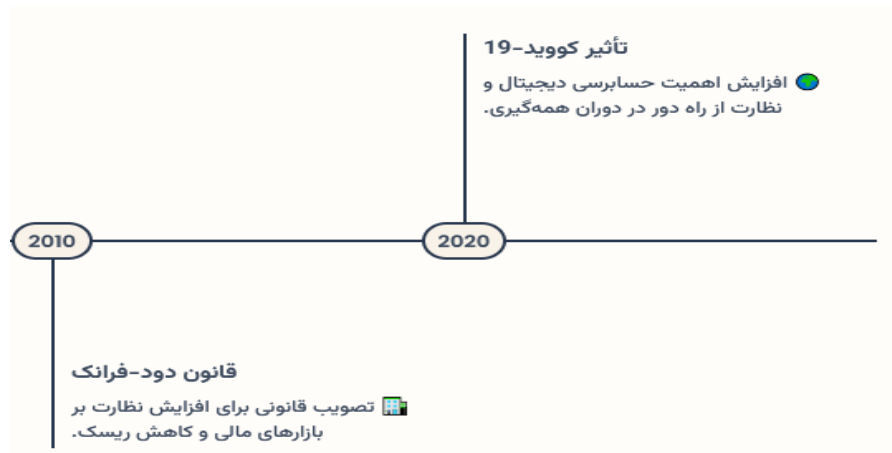 تأثیر کووید-19
🌍 افزایش اهمیت حسابرسی دیجیتال و
نظارت از راه دور در دوران همه‌گیری.
2010
2020
قانون دود-فرانک
🏢 تصویب قانونی برای افزایش نظارت بر
بازارهای مالی و کاهش ریسک.